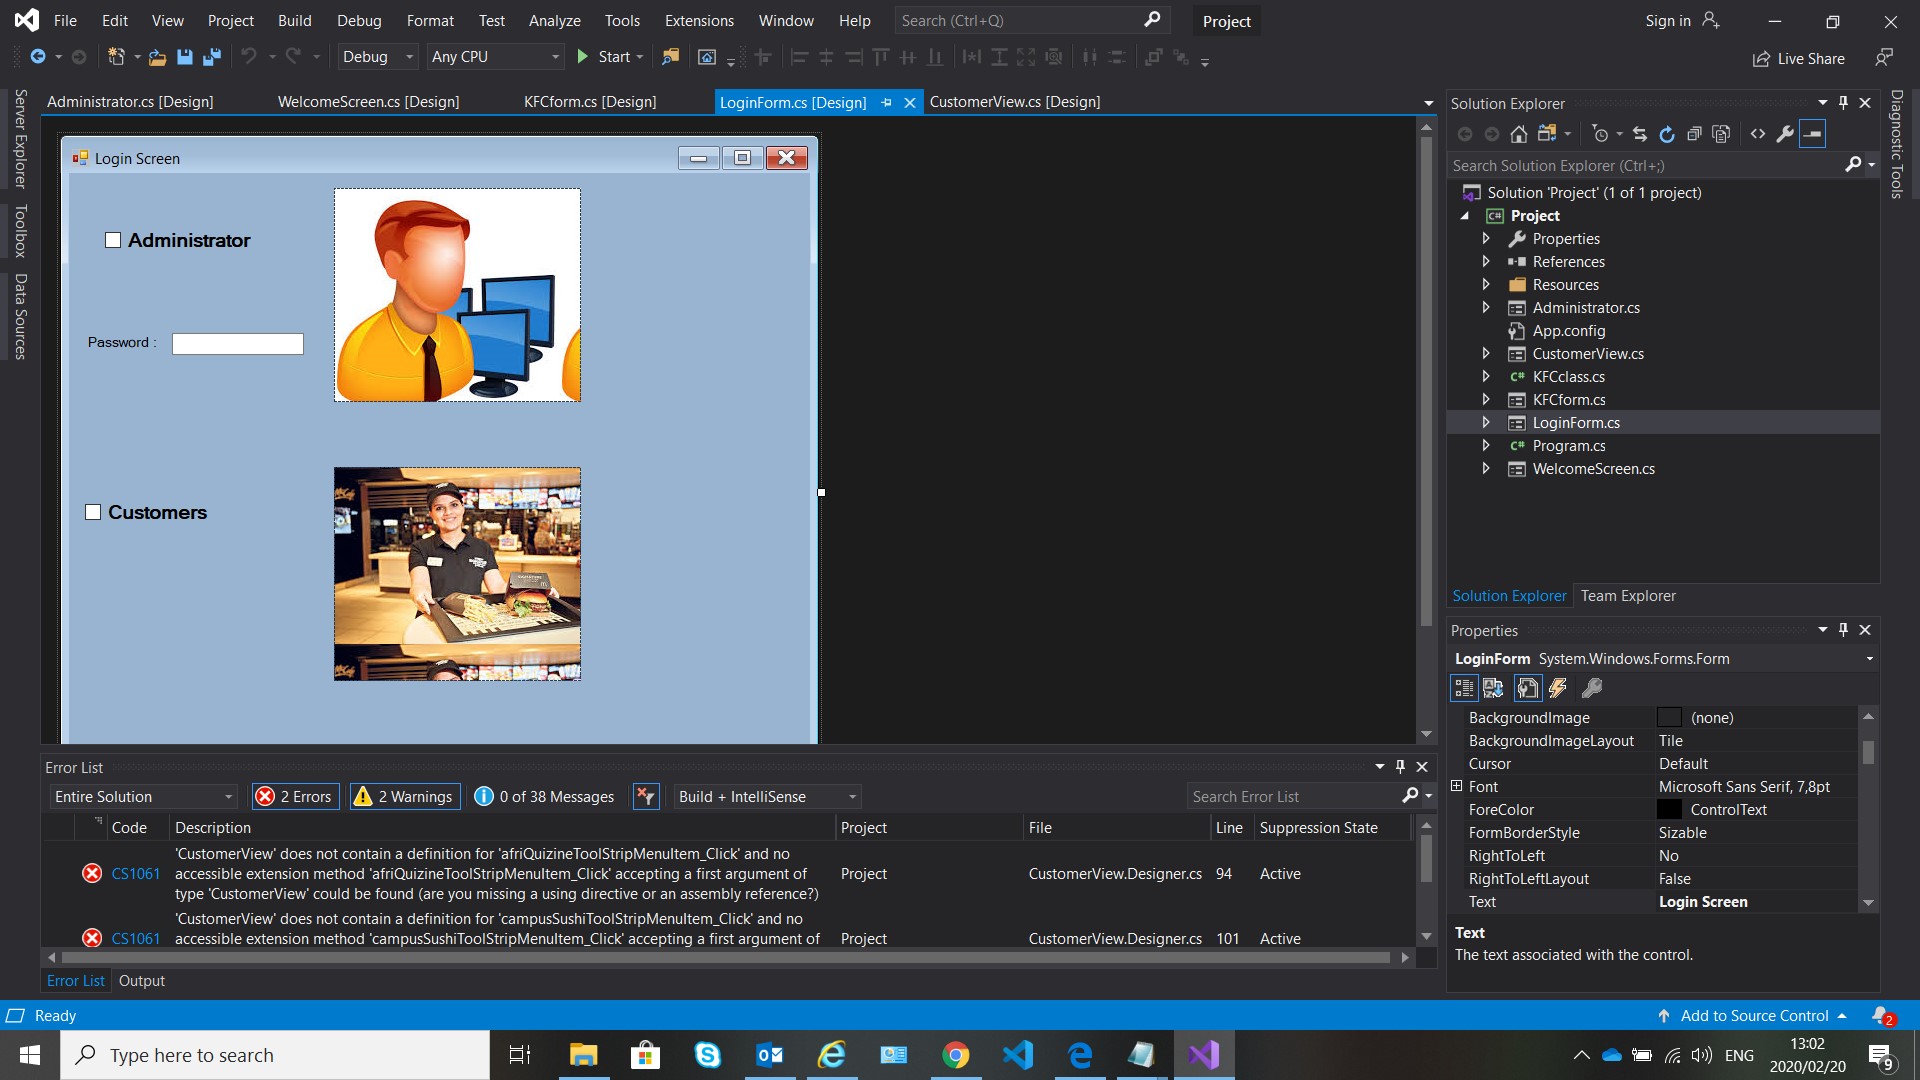 File Edit View Project Build Debug Format Test Analyze Tools Extensions Window Help Search (Ctrl+Q) Project Sign in
Debug Any CPU Start Live Share
Server Explorer
Toolbox
Data Sources
Administrator.cs [Design] WelcomeScreen.cs [Design] KFCform.cs [Design] LoginForm.cs [Design] CustomerView.cs [Design]
Login Screen
Administrator
Password :
Customers
Solution Explorer
Search Solution Explorer (Ctrl+;)
Solution 'Project' (1 of 1 project)
C# Project
Properties
References
Resources
Administrator.cs
App.config
CustomerView.cs
C# KFCclass.cs
KFCform.cs
LoginForm.cs
C# Program.cs
WelcomeScreen.cs
Solution Explorer Team Explorer
Diagnostic Tools
Properties
LoginForm System.Windows.Forms.Form
BackgroundImage (none)
BackgroundImageLayout Tile
Cursor Default
Font Microsoft Sans Serif, 7,8pt
ForeColor ControlText
FormBorderStyle Sizable
RightToLeft No
RightToLeftLayout False
Text Login Screen
Text
The text associated with the control.
Error List
Entire Solution 2 Errors 2 Warnings 0 of 38 Messages Build + IntelliSense Search Error List
Code Description Project File Line Suppression State
'CustomerView' does not contain a definition for 'afriQuizineToolStripMenuItem_Click' and no
CS1061 accessible extension method 'afriQuizineToolStripMenuItem_Click' accepting a first argument of Project CustomerView.Designer.cs 94 Active
type 'CustomerView' could be found (are you missing a using directive or an assembly reference?)
'CustomerView' does not contain a definition for 'campusSushiToolStripMenuItem_Click' and no
CS1061 accessible extension method 'campusSushiToolStripMenuItem_Click' accepting a first argument of Project CustomerView.Designer.cs 101 Active
Error List Output
Ready Add to Source Control 2
Type here to search ENG 13:02
2020/02/20 9